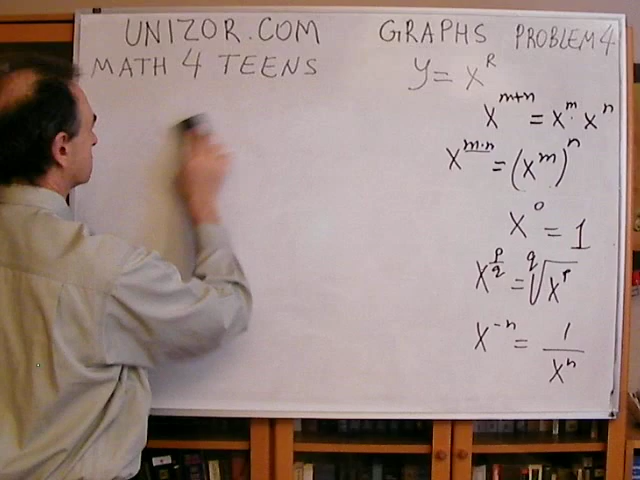 UNIZOR.COM GRAPHS PROBLEM 4
MATH 4 TEENS
y = x^R
x^{m+n} = x^m · x^n
x^{m·n} = (x^m)^n
x^0 = 1
x^{p/q} = ^q√x^p
x^{-n} = 1/x^n